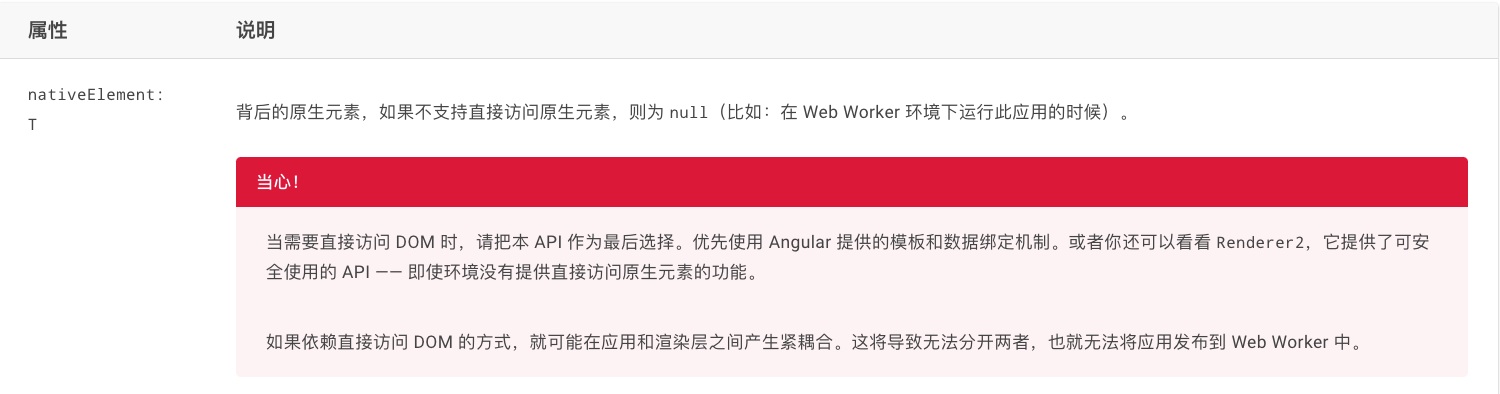 属性 说明
nativeElement:
T
背后的原生元素，如果不支持直接访问原生元素，则为 null（比如：在 Web Worker 环境下运行此应用的时候）。
当心！
当需要直接访问 DOM 时，请把本 API 作为最后选择。优先使用 Angular 提供的模板和数据绑定机制。或者你还可以看看 Renderer2，它提供了可安
全使用的 API —— 即使环境没有提供直接访问原生元素的功能。
如果依赖直接访问 DOM 的方式，就可能在应用和渲染层之间产生紧耦合。这将导致无法分开两者，也就无法将应用发布到 Web Worker 中。